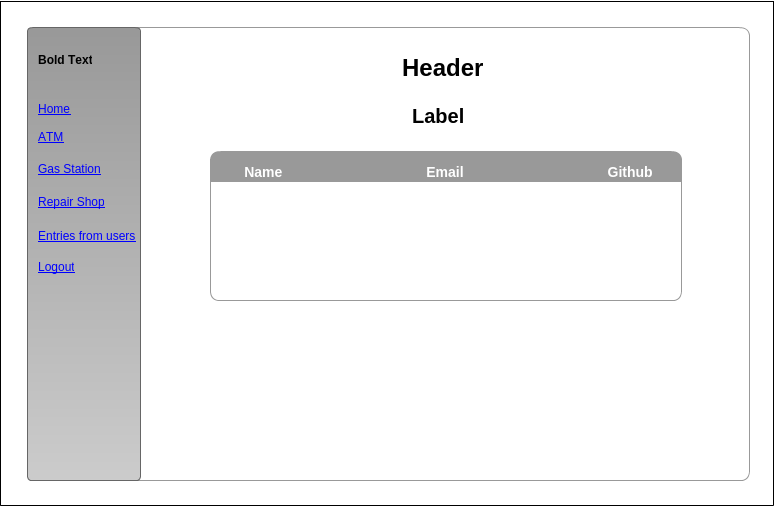 Bold Text
Home
ATM
Gas Station
Repair Shop
Entries from users
Logout
Header
Label
Name Email Github